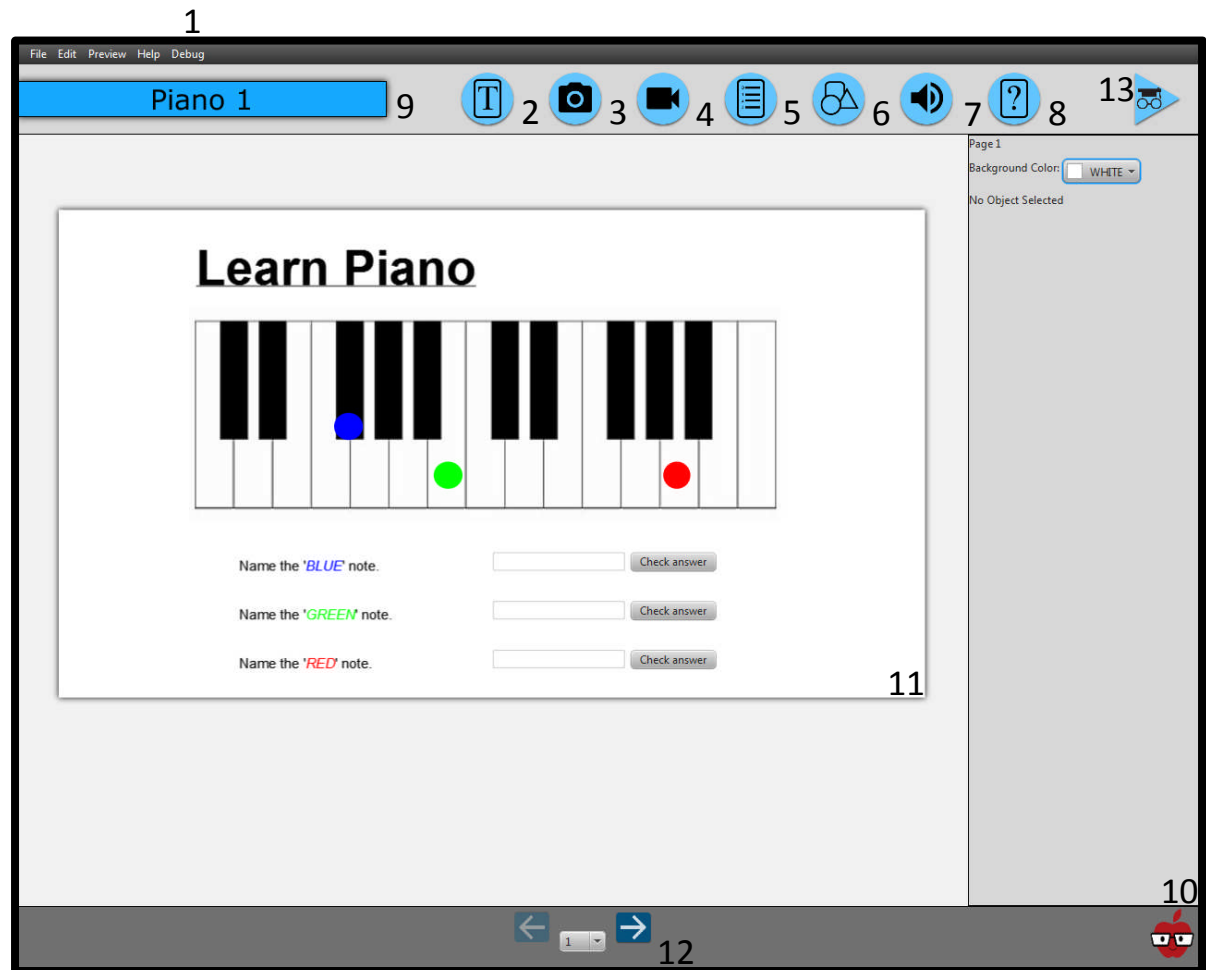 1
File Edit Preview Help Debug
Piano 1 9 T 2 3 4 5 6 7 ? 8 13
Page 1
Background Color: WHITE
No Object Selected
Learn Piano
Name the 'BLUE' note. Check answer
Name the 'GREEN' note. Check answer
Name the 'RED' note. Check answer
11
10
1 12